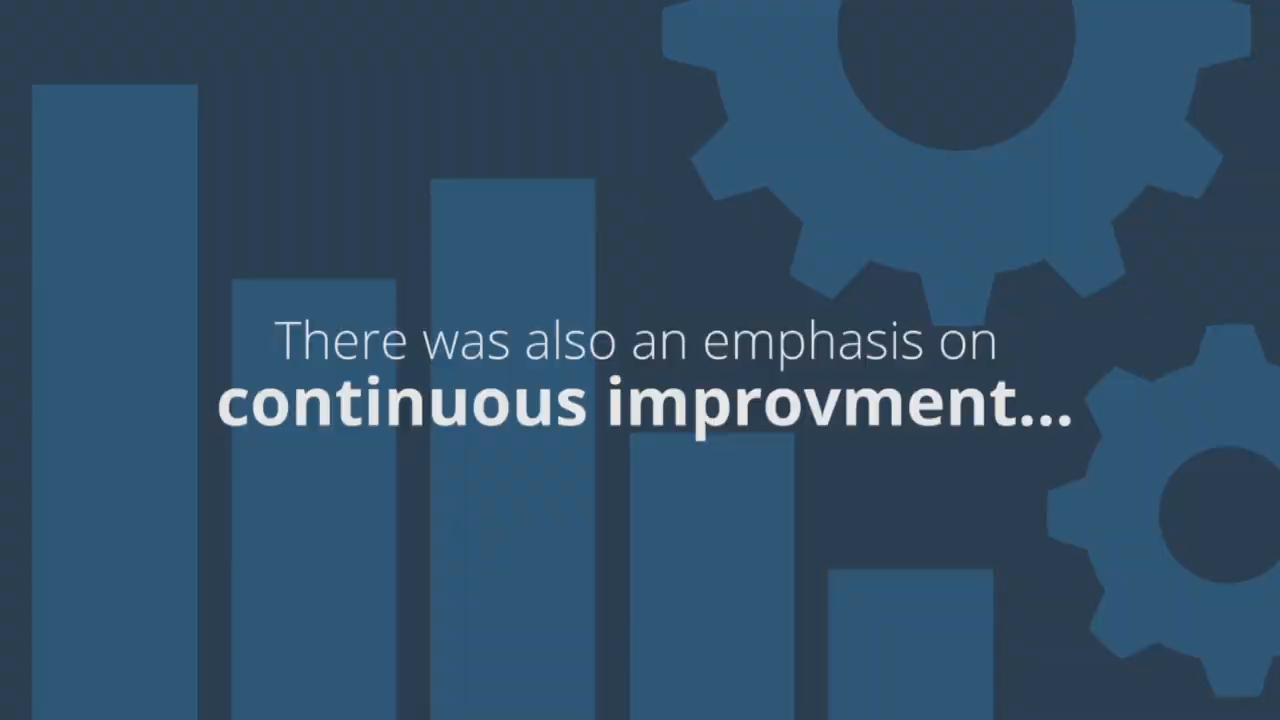 There was also an emphasis on
continuous improvment...